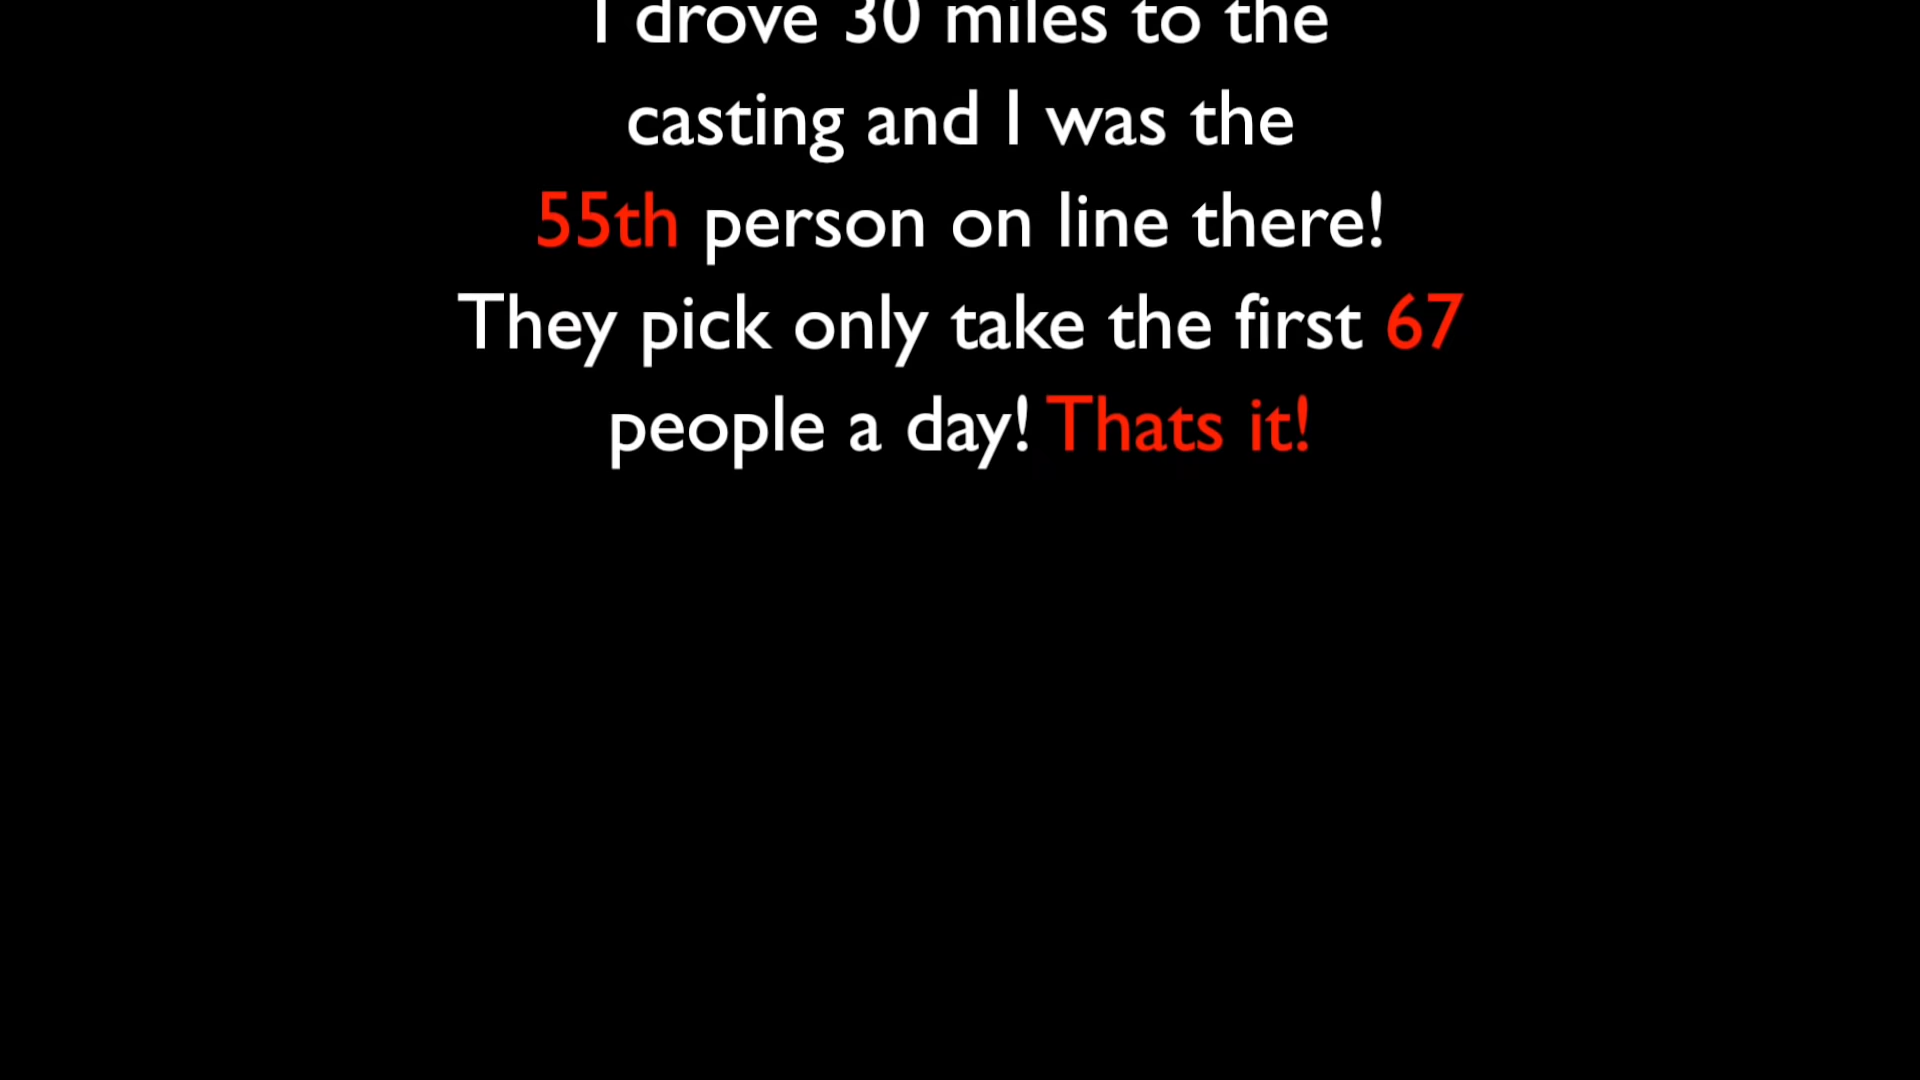 I drove 30 miles to the
casting and I was the
55th person on line there!
They pick only take the first 67
people a day! Thats it!